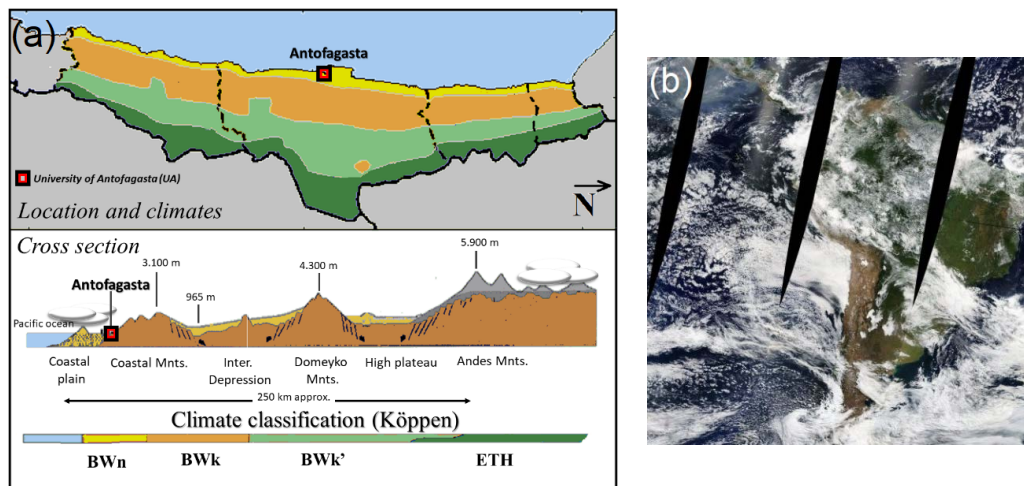 (a)
Antofagasta
University of Antofagasta (UA)
Location and climates
N
Cross section
5.900 m
3.100 m
4.300 m
Antofagasta
965 m
Pacific ocean
Coastal
plain
Coastal Mnts.
Inter.
Depression
Domeyko
Mnts.
High plateau
Andes Mnts.
250 km approx.
Climate classification (Köppen)
BWn
BWk
BWk’
ETH
(b)